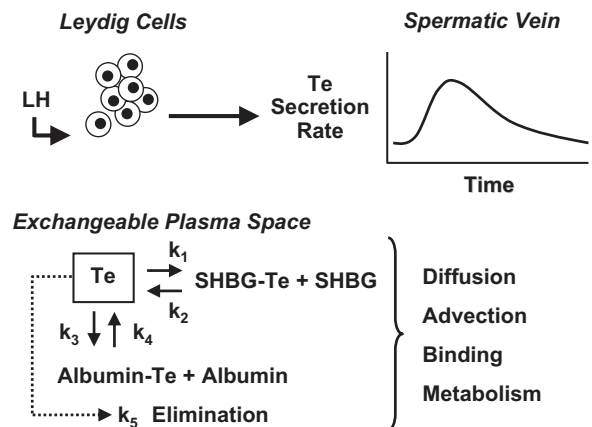 Leydig Cells
Spermatic Vein
LH
Te
Secretion
Rate
Time
Exchangeable Plasma Space
Te
k1
SHBG-Te + SHBG
k2
k3
k4
Albumin-Te + Albumin
k5 Elimination
Diffusion
Advection
Binding
Metabolism